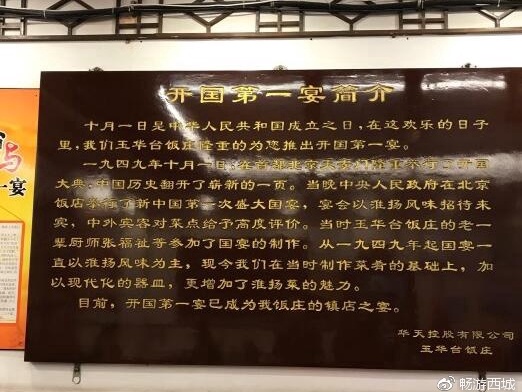 开国第一宴简介
十月一日是中华人民共和国成立之日,在这欢乐的日子
里,我们玉华台饭庄隆重的为您推出开国第一宴。
一九四九年十月一日,在首都北京天安门隆重举行了开国
大典,中国历史翻开了崭新的一页。当晚中央人民政府在北京
饭店举行了新中国第一次盛大国宴,宴会以淮扬风味招待来
宾,中外宾客对菜点给予高度评价。当时玉华台饭庄的老一
辈厨师张福祉等参加了国宴的制作。从一九四九年起国宴一
直以淮扬风味为主,现今我们在当时制作菜肴的基础上,加
以现代化的器皿,更增加了淮扬菜的魅力。
目前,开国第一宴已成为我饭庄的镇店之宴。
华天控股有限公司
玉华台饭庄
与
一宴
畅游西城